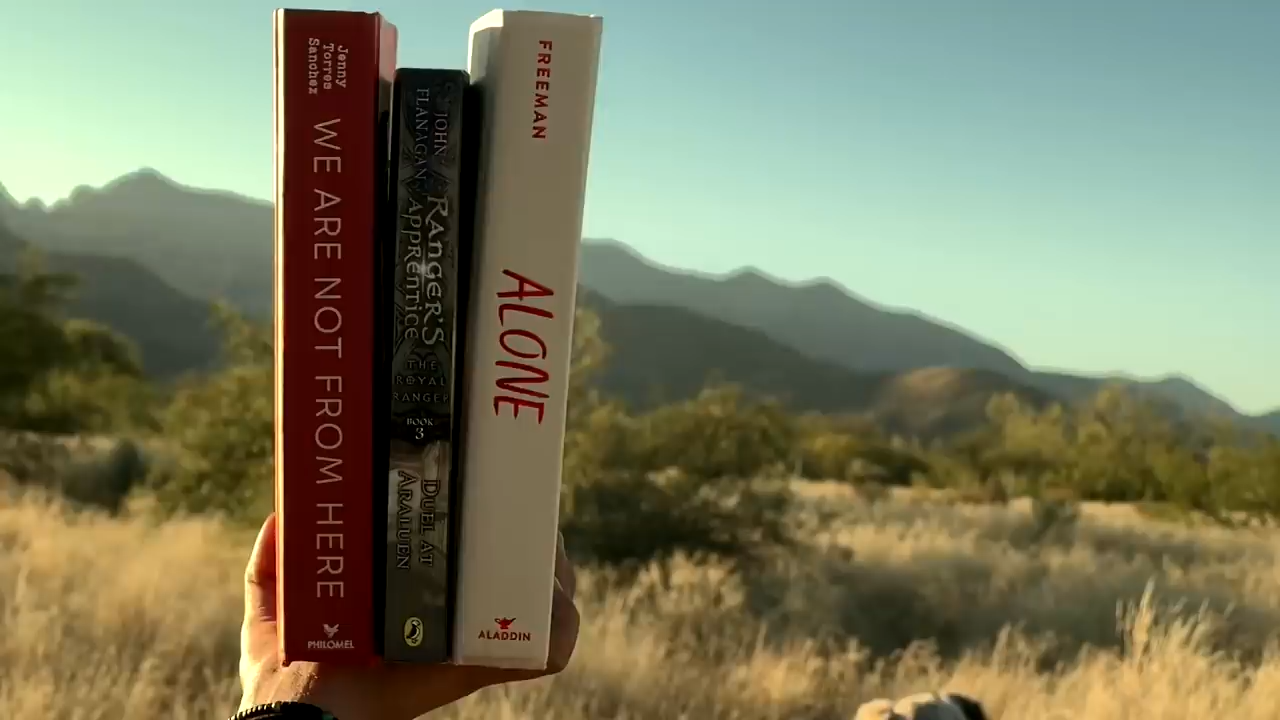 Jenny
Torres
Sanchez
WE ARE NOT FROM HERE
PHILOMEL
JOHN
FLANAGAN
RANGER'S
APPRENTICE
THE
ROYAL
RANGER
BOOK
3
DUEL AT
ARALUEN
FREEMAN
ALONE
ALADDIN